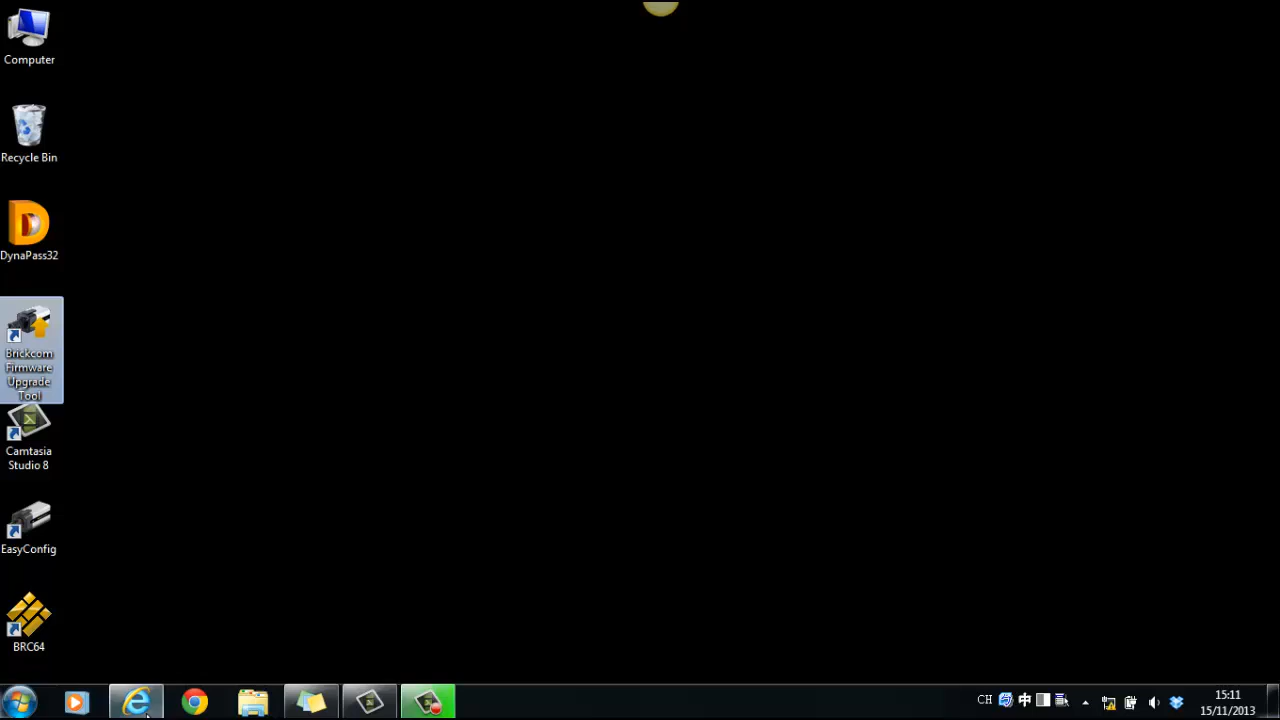 Computer
Recycle Bin
DynaPass32
Brickcom
Firmware
Upgrade
Tool
Camtasia
Studio 8
EasyConfig
BRC64
CH
中
15:11
15/11/2013